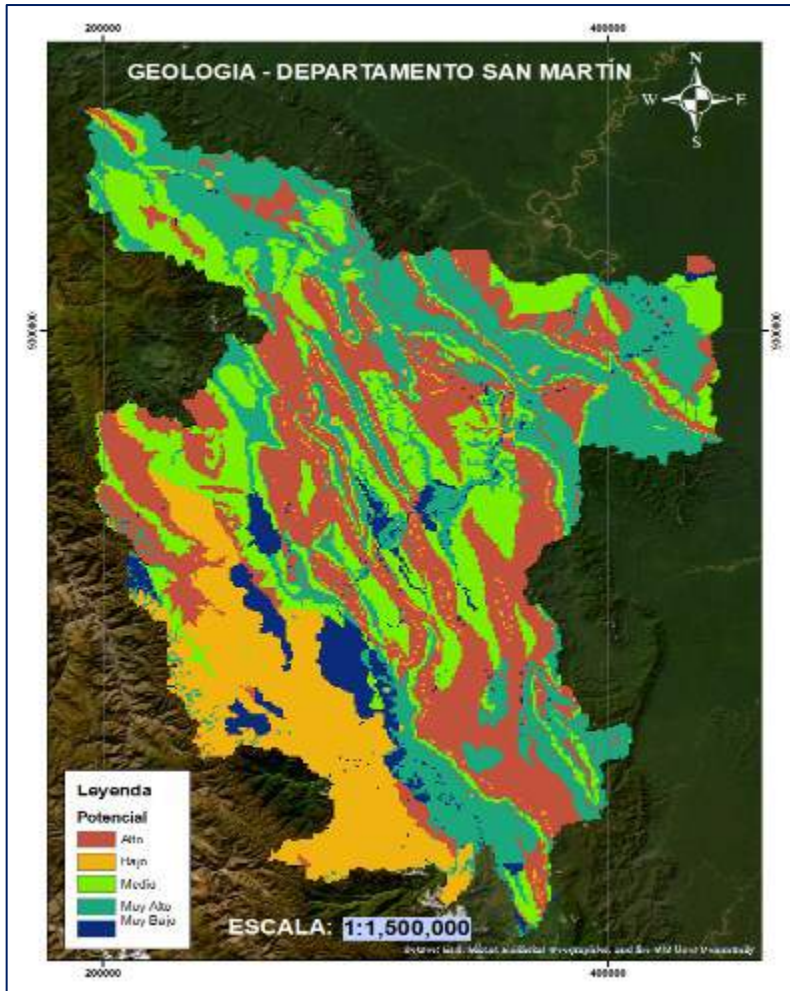 200000 400000
GEOLOGIA - DEPARTAMENTO SAN MARTÍN
N
W E
S
Leyenda
Potencial
Alto
Bajo
Medio
Muy Alto
Muy Bajo
ESCALA: 1:1,500,000
200000 400000